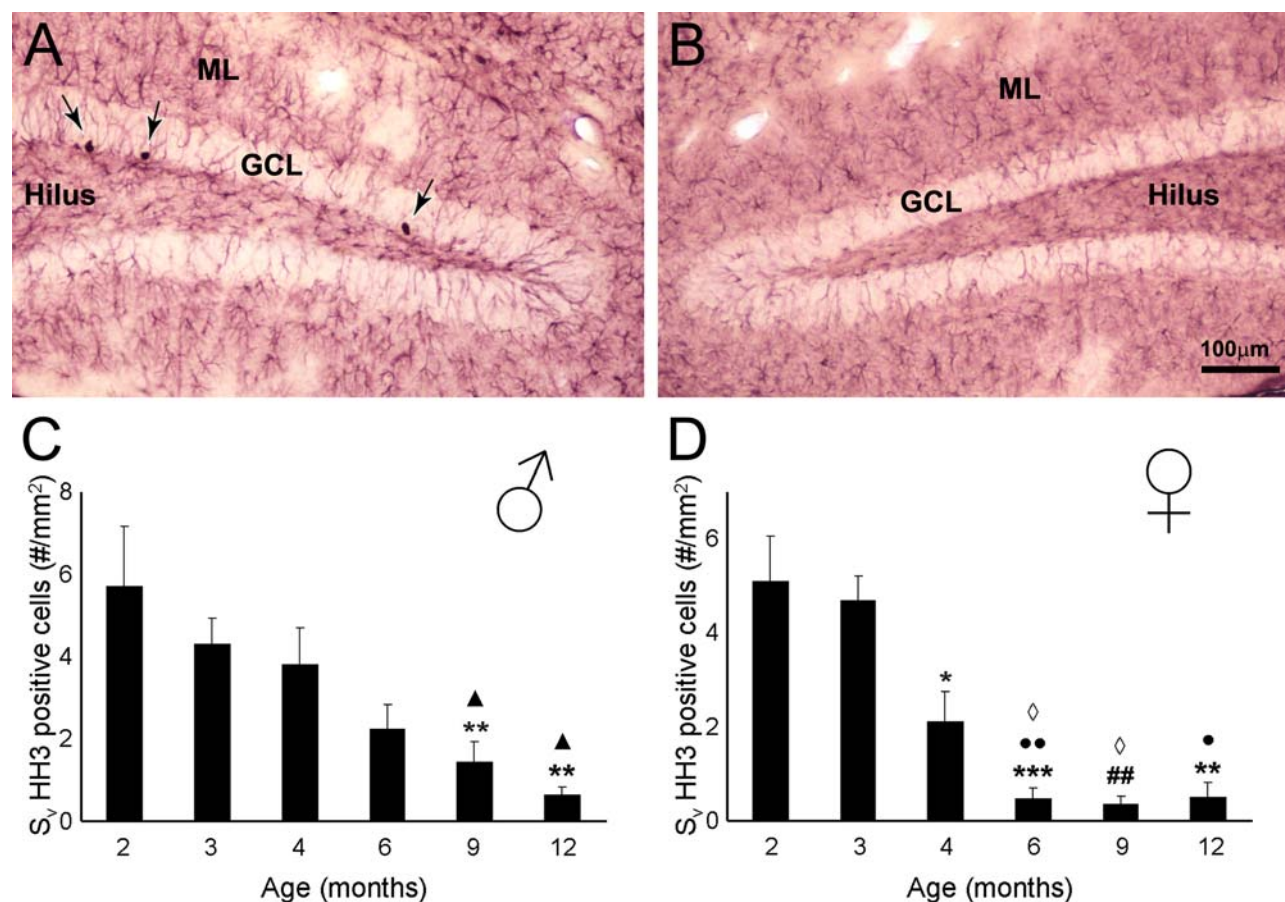 A
ML
GCL
Hilus
B
ML
GCL
Hilus
100µm
C
♂
Sᵥ HH3 positive cells (#/mm²)
8
6
4
2
0
▲
**
▲
**
2 3 4 6 9 12
Age (months)
D
♀
Sᵥ HH3 positive cells (#/mm²)
6
4
2
0
*
◊
●●
***
◊
##
●
**
2 3 4 6 9 12
Age (months)